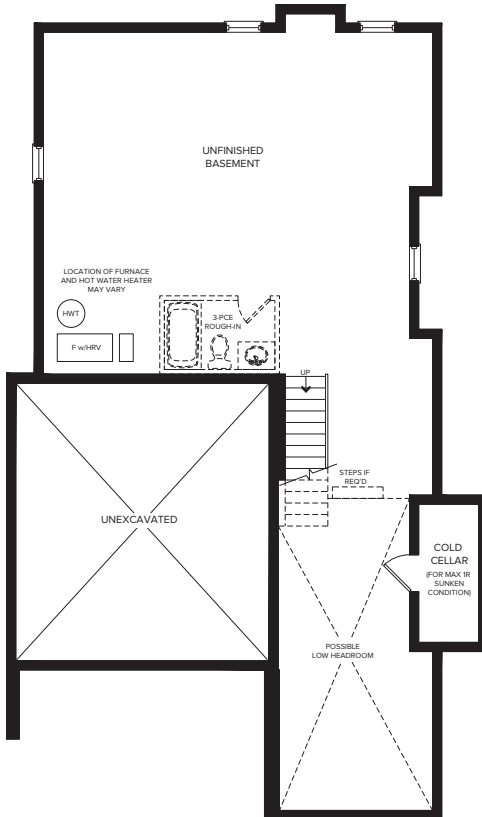 UNFINISHED
BASEMENT
LOCATION OF FURNACE
AND HOT WATER HEATER
MAY VARY
HWT
F w/HRV
3-PCE
ROUGH-IN
UP
STEPS IF
REQ'D
UNEXCAVATED
COLD
CELLAR
(FOR MAX 1R
SUNKEN
CONDITION)
POSSIBLE
LOW HEADROOM